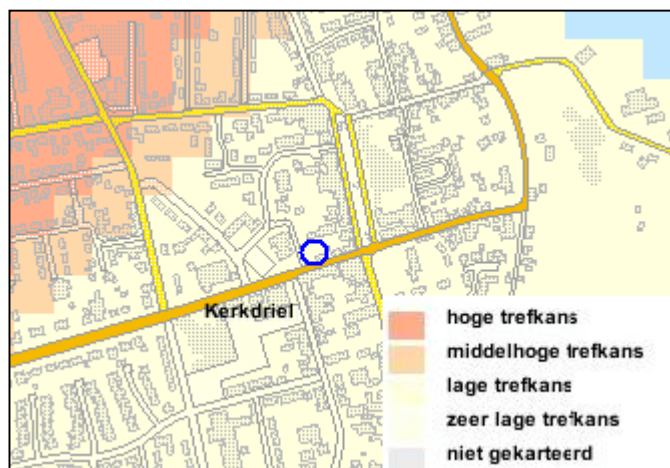 Kerkdriel
hoge trefkans
middelhoge trefkans
lage trefkans
zeer lage trefkans
niet gekarteerd